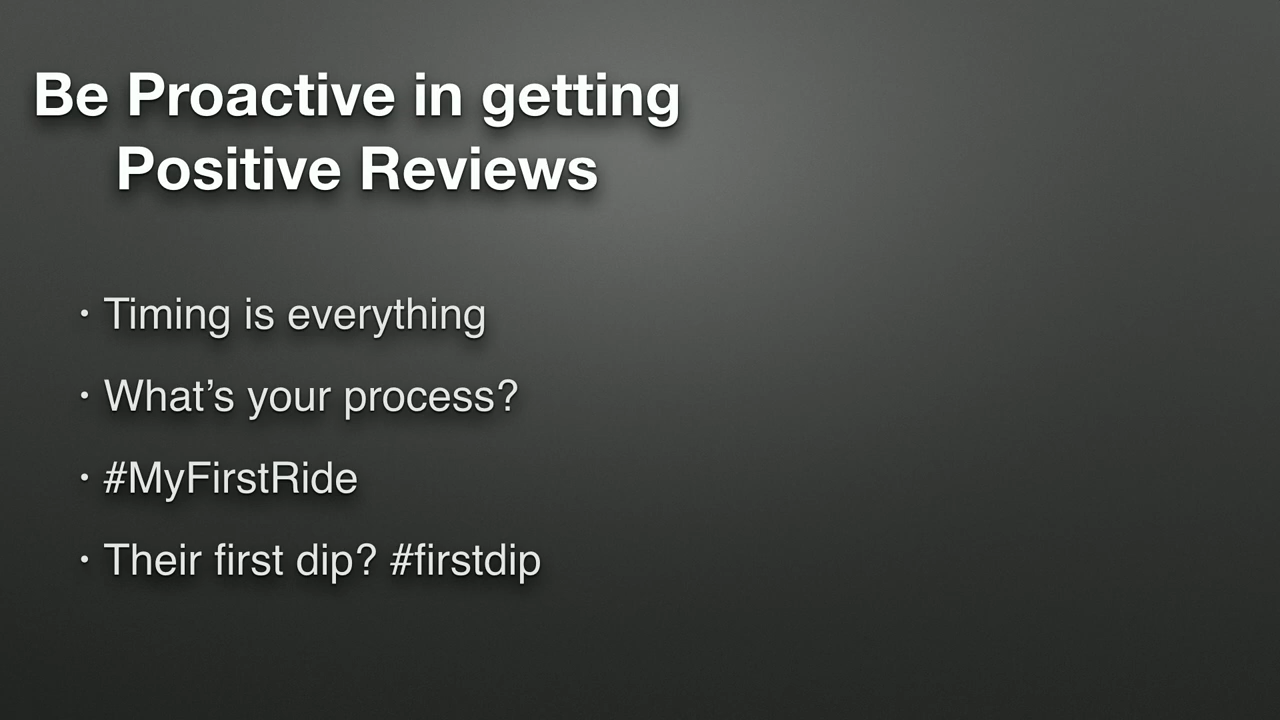 Be Proactive in getting
Positive Reviews
• Timing is everything
• What’s your process?
• #MyFirstRide
• Their first dip? #firstdip